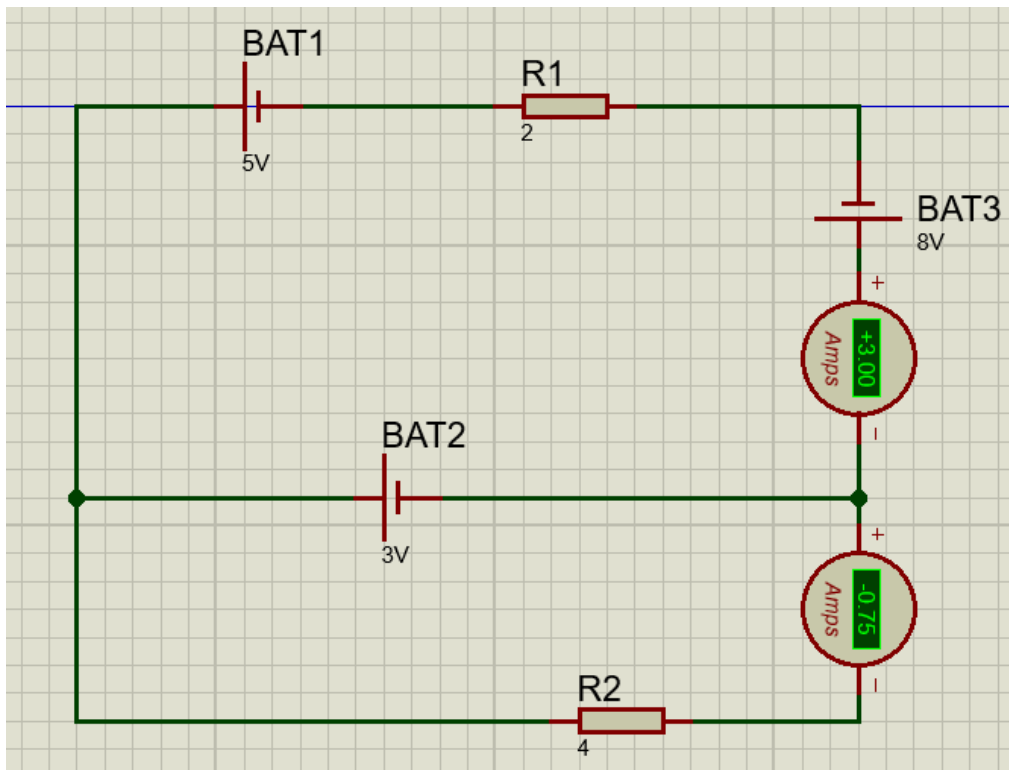 BAT1
5V
R1
2
BAT3
8V
+
+3.00
Amps
-
BAT2
3V
+
-0.75
Amps
-
R2
4